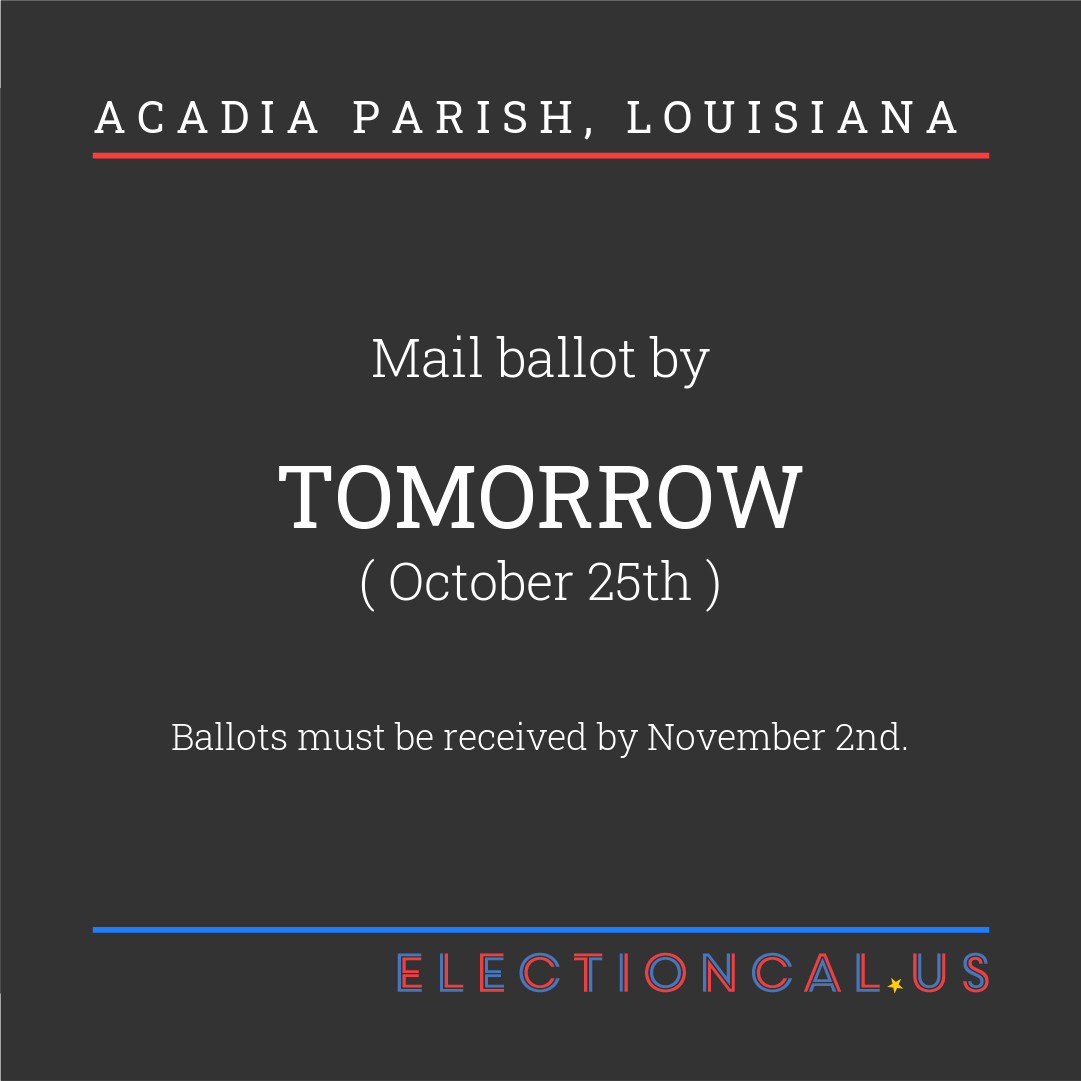 ACADIA PARISH, LOUISIANA
Mail ballot by
TOMORROW
( October 25th )
Ballots must be received by November 2nd.
ELECTIONCAL.US